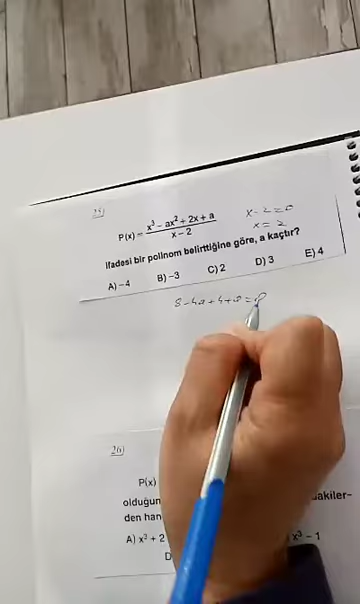 25)
P(x) = x³ – ax² + 2x + a / x – 2
x - 2 = 0
x = 2
ifadesi bir polinom belirttiğine göre, a kaçtır?
A) –4 B) –3 C) 2 D) 3 E) 4
8 - 4a + 4 + a = 0
26)
P(x)
olduğun
akiler-
den han
A) x² + 2
x³ – 1
D